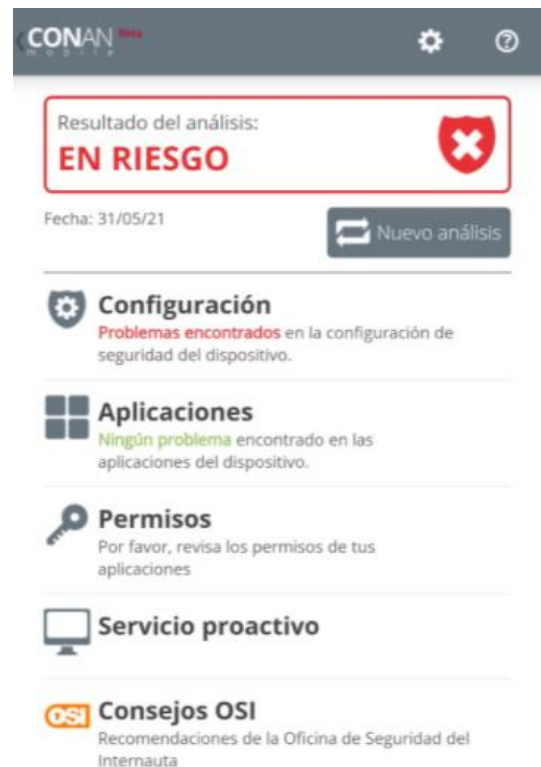 CONAN Beta
mobile
Resultado del análisis:
EN RIESGO
Fecha: 31/05/21
Nuevo análisis
Configuración
Problemas encontrados en la configuración de
seguridad del dispositivo.
Aplicaciones
Ningún problema encontrado en las
aplicaciones del dispositivo.
Permisos
Por favor, revisa los permisos de tus
aplicaciones
Servicio proactivo
OSI
Consejos OSI
Recomendaciones de la Oficina de Seguridad del
Internauta